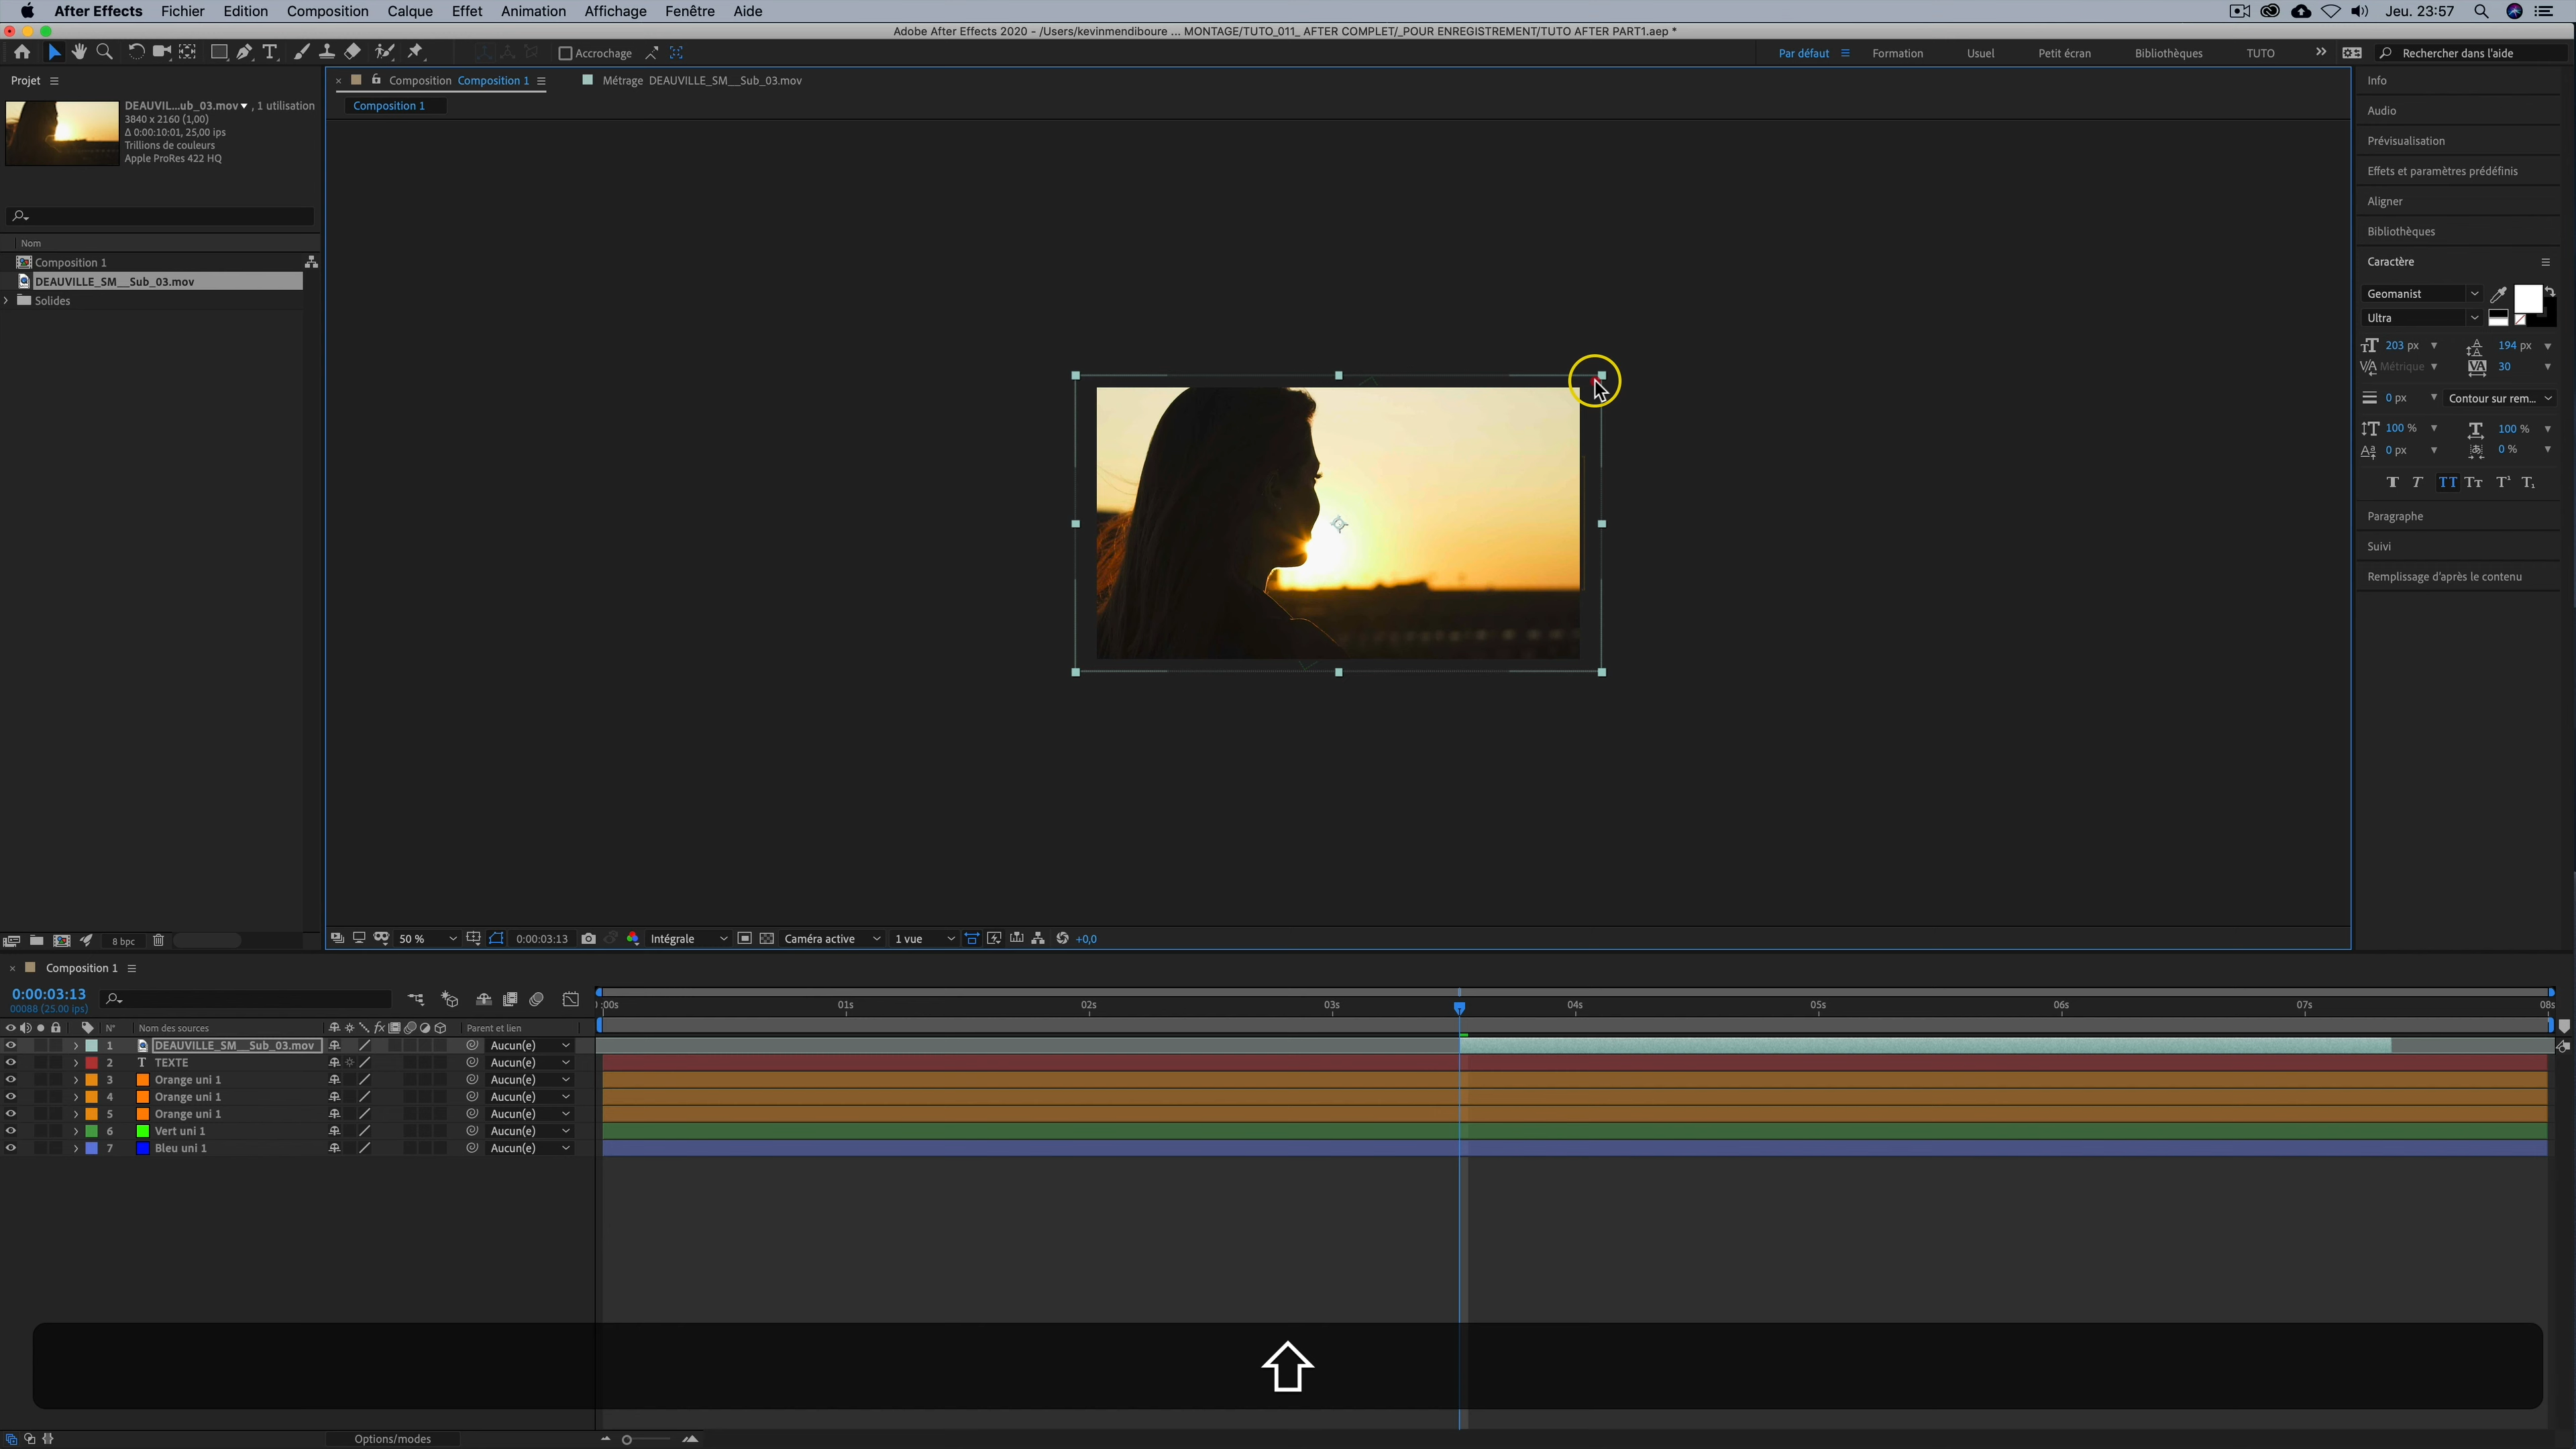 After Effects Fichier Edition Composition Calque Effet Animation Affichage Fenêtre Aide Jeu. 23:57
Adobe After Effects 2020 - /Users/kevinmendiboure ... MONTAGE/TUTO_011_ AFTER COMPLET/_POUR ENREGISTREMENT/TUTO AFTER PART1.aep *
Accrochage Par défaut Formation Usuel Petit écran Bibliothèques TUTO Rechercher dans l'aide
Projet
DEAUVIL...ub_03.mov , 1 utilisation
3840 x 2160 (1,00)
Δ 0:00:10:01, 25,00 ips
Trillions de couleurs
Apple ProRes 422 HQ
Nom
Composition 1
DEAUVILLE_SM__Sub_03.mov
Solides
8 bpc
Composition Composition 1 Métrage DEAUVILLE_SM__Sub_03.mov
Composition 1
50 % 0:00:03:13 Intégrale Caméra active 1 vue +0,0
Info
Audio
Prévisualisation
Effets et paramètres prédéfinis
Aligner
Bibliothèques
Caractère
Geomanist
Ultra
203 px 194 px
Métrique 30
0 px Contour sur rem...
100 % 100 %
0 px 0 %
Paragraphe
Suivi
Remplissage d'après le contenu
Composition 1
0:00:03:13
00088 (25.00 ips)
:00s 01s 02s 03s 04s 05s 06s 07s 08s
N° Nom des sources Parent et lien
1 DEAUVILLE_SM__Sub_03.mov Aucun(e)
2 TEXTE Aucun(e)
3 Orange uni 1 Aucun(e)
4 Orange uni 1 Aucun(e)
5 Orange uni 1 Aucun(e)
6 Vert uni 1 Aucun(e)
7 Bleu uni 1 Aucun(e)
Options/modes